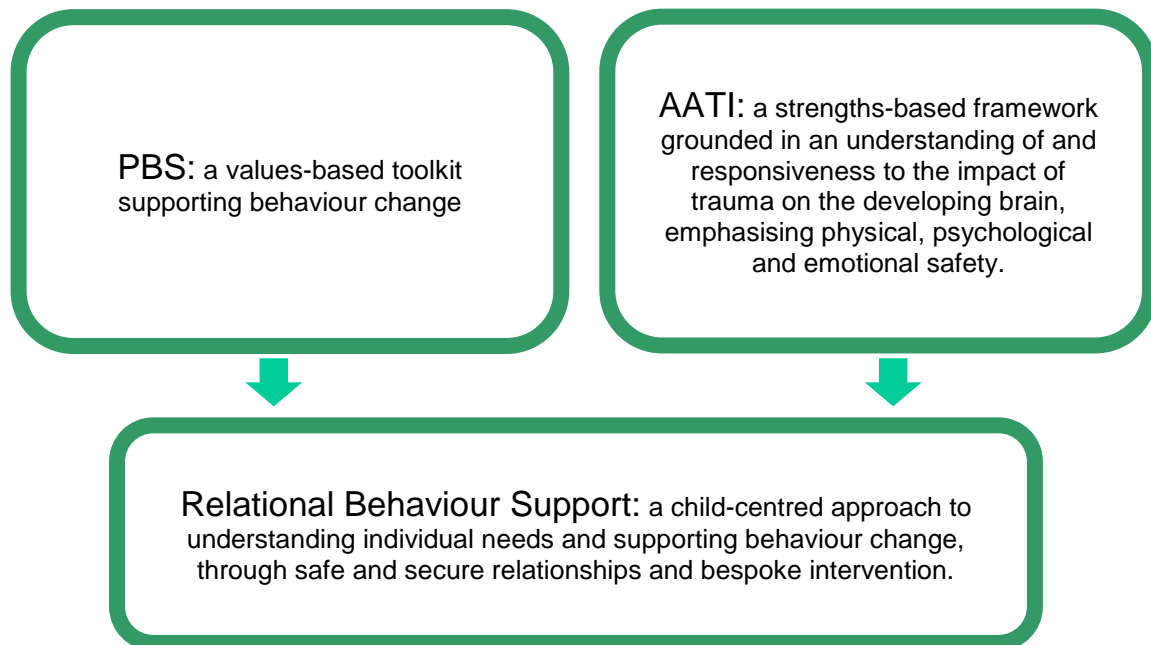 PBS: a values-based toolkit
supporting behaviour change
AATI: a strengths-based framework
grounded in an understanding of and
responsiveness to the impact of
trauma on the developing brain,
emphasising physical, psychological
and emotional safety.
Relational Behaviour Support: a child-centred approach to
understanding individual needs and supporting behaviour change,
through safe and secure relationships and bespoke intervention.